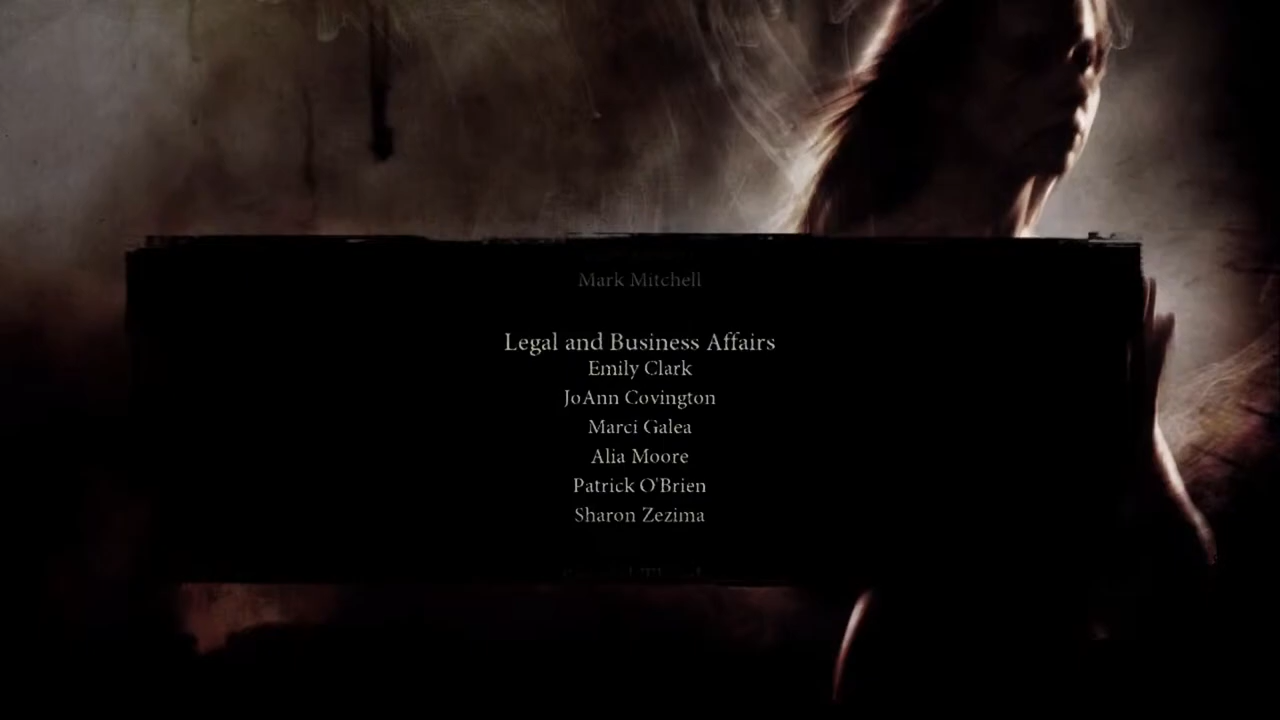 Mark Mitchell
Legal and Business Affairs
Emily Clark
JoAnn Covington
Marci Galea
Alia Moore
Patrick O'Brien
Sharon Zezima